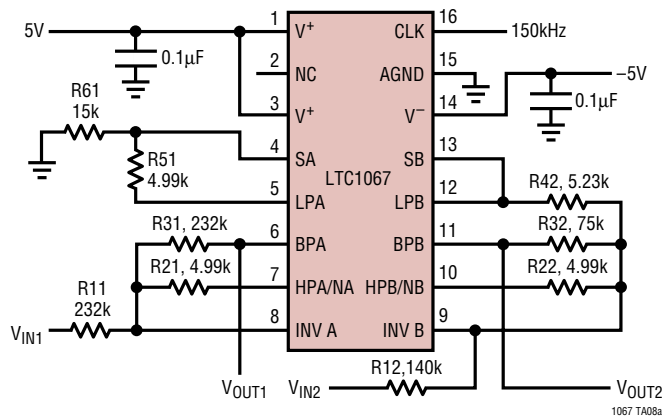 5V
0.1μF
R61
15k
R51
4.99k
R31, 232k
R21, 4.99k
R11
232k
VIN1
VOUT1
1
2
3
4
5
6
7
8
V+
NC
V+
SA
LPA
BPA
HPA/NA
INV A
LTC1067
CLK
AGND
V−
SB
LPB
BPB
HPB/NB
INV B
16
15
14
13
12
11
10
9
150kHz
−5V
0.1μF
R42, 5.23k
R32, 75k
R22, 4.99k
R12,140k
VIN2
VOUT2
1067 TA08a